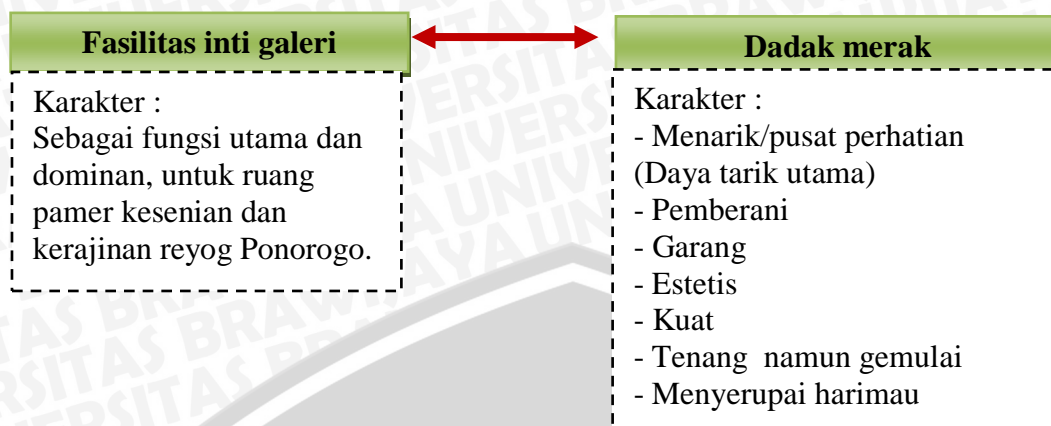 Fasilitas inti galeri
Karakter :
Sebagai fungsi utama dan
dominan, untuk ruang
pamer kesenian dan
kerajinan reyog Ponorogo.
Dadak merak
Karakter :
- Menarik/pusat perhatian
(Daya tarik utama)
- Pemberani
- Garang
- Estetis
- Kuat
- Tenang  namun gemulai
- Menyerupai harimau